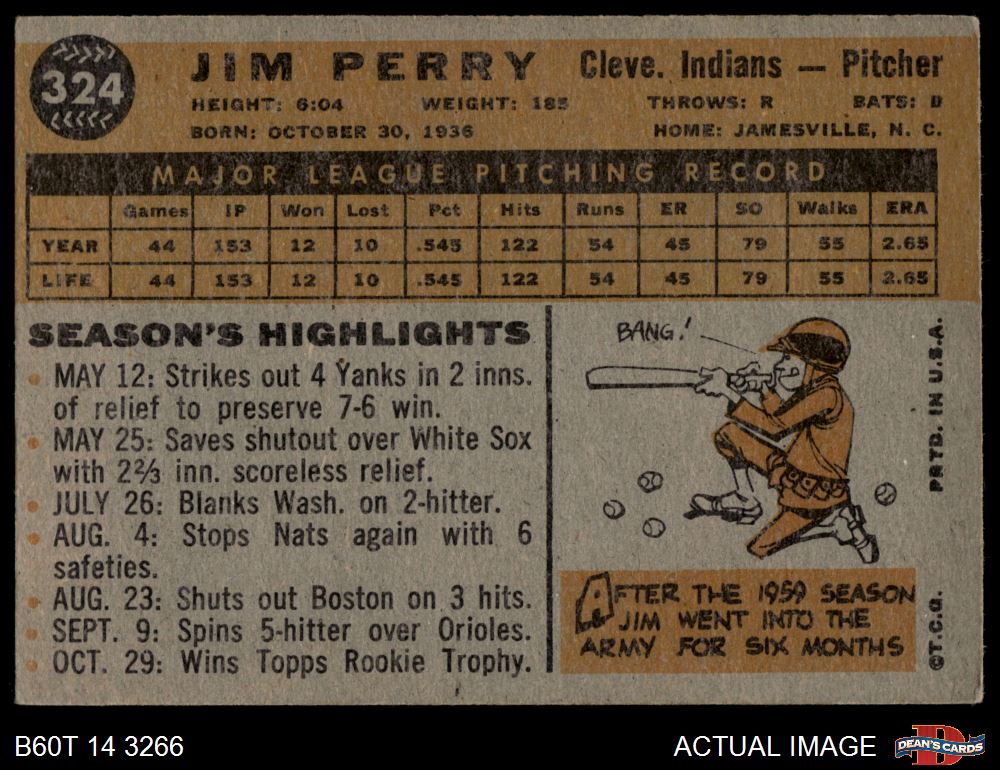 324
JIM PERRY Cleve. Indians — Pitcher
HEIGHT: 6:04 WEIGHT: 185 THROWS: R BATS: B
BORN: OCTOBER 30, 1936 HOME: JAMESVILLE, N. C.
MAJOR LEAGUE PITCHING RECORD
Games IP Won Lost Pct Hits Runs ER SO Walks ERA
YEAR 44 153 12 10 .545 122 54 45 79 55 2.65
LIFE 44 153 12 10 .545 122 54 45 79 55 2.65
SEASON'S HIGHLIGHTS
• MAY 12: Strikes out 4 Yanks in 2 inns.
of relief to preserve 7-6 win.
• MAY 25: Saves shutout over White Sox
with 2⅔ inn. scoreless relief.
• JULY 26: Blanks Wash. on 2-hitter.
• AUG. 4: Stops Nats again with 6
safeties.
• AUG. 23: Shuts out Boston on 3 hits.
• SEPT. 9: Spins 5-hitter over Orioles.
• OCT. 29: Wins Topps Rookie Trophy.
BANG!
AFTER THE 1959 SEASON
JIM WENT INTO THE
ARMY FOR SIX MONTHS
PRTD. IN U.S.A.
©T.C.G.
B60T 14 3266
ACTUAL IMAGE
D
DEAN'S CARDS